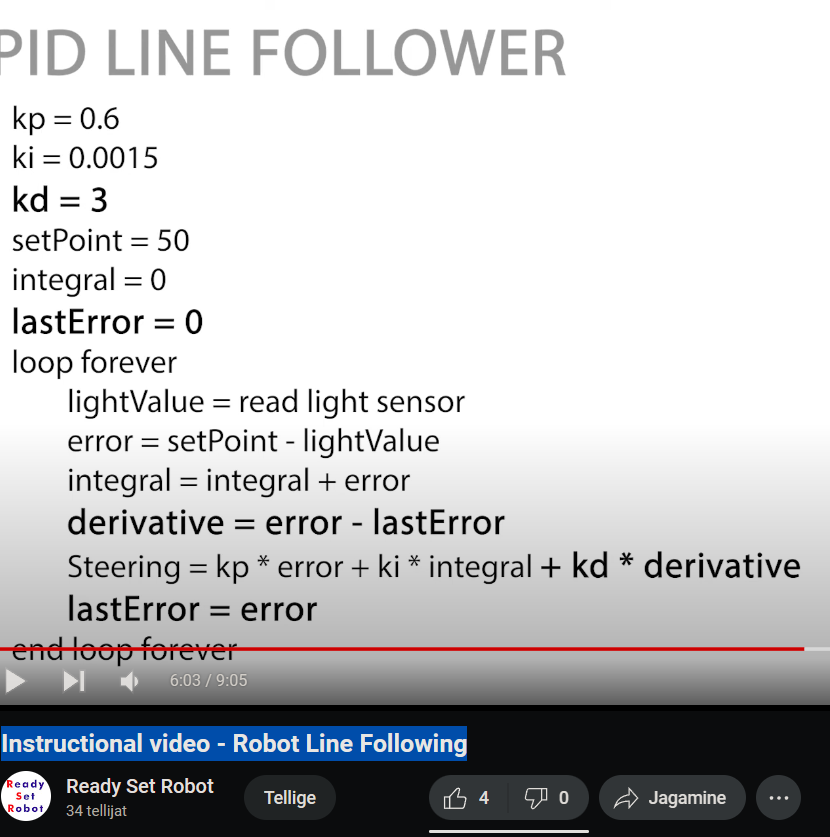 PID LINE FOLLOWER
kp = 0.6
ki = 0.0015
kd = 3
setPoint = 50
integral = 0
lastError = 0
loop forever
lightValue = read light sensor
error = setPoint - lightValue
integral = integral + error
derivative = error - lastError
Steering = kp * error + ki * integral + kd * derivative
lastError = error
end loop forever
6:03 / 9:05
Instructional video - Robot Line Following
Ready
Set
Robot
Ready Set Robot
34 tellijat
Tellige
4
0
Jagamine